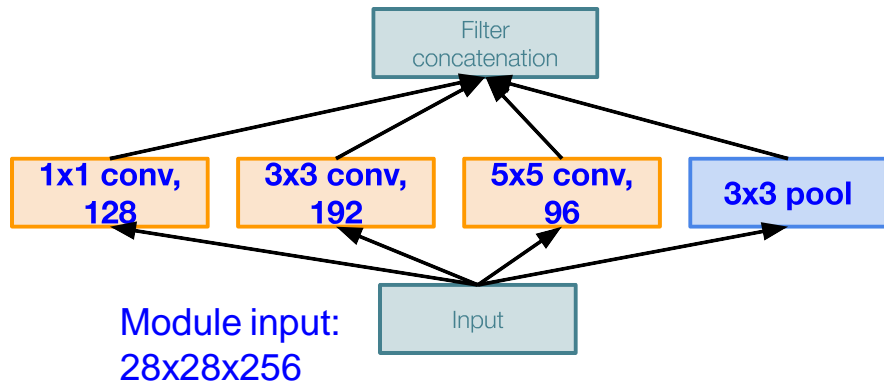 Filter
concatenation
1x1 conv,
128
3x3 conv,
192
5x5 conv,
96
3x3 pool
Input
Module input:
28x28x256